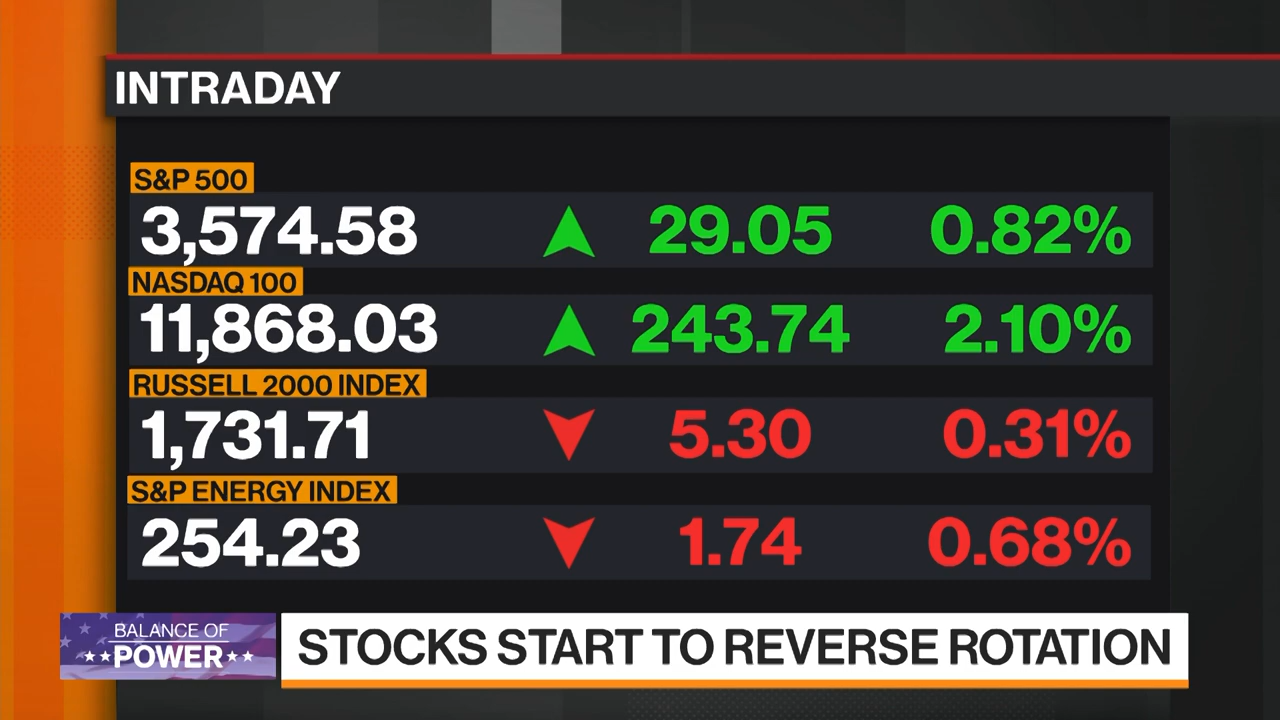 INTRADAY
S&P 500
3,574.58 ▲ 29.05 0.82%
NASDAQ 100
11,868.03 ▲ 243.74 2.10%
RUSSELL 2000 INDEX
1,731.71 ▼ 5.30 0.31%
S&P ENERGY INDEX
254.23 ▼ 1.74 0.68%
BALANCE OF
POWER
STOCKS START TO REVERSE ROTATION